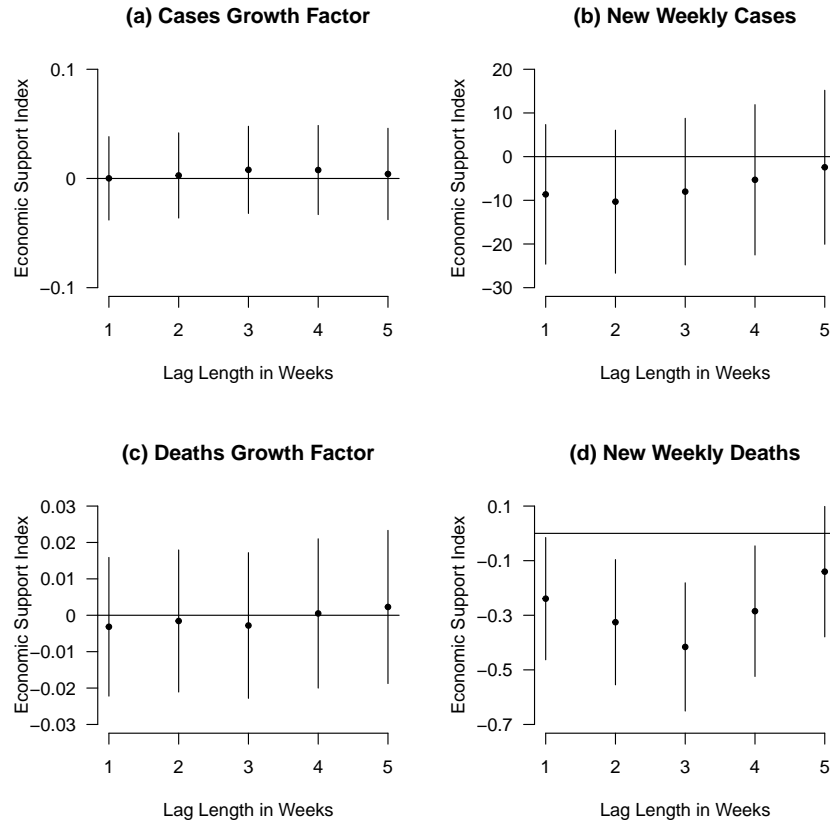 (a) Cases Growth Factor
Economic Support Index
0.1
0
−0.1
1 2 3 4 5
Lag Length in Weeks
(b) New Weekly Cases
Economic Support Index
20
10
0
−10
−20
−30
1 2 3 4 5
Lag Length in Weeks
(c) Deaths Growth Factor
Economic Support Index
0.03
0.02
0.01
0
−0.01
−0.02
−0.03
1 2 3 4 5
Lag Length in Weeks
(d) New Weekly Deaths
Economic Support Index
0.1
−0.1
−0.3
−0.5
−0.7
1 2 3 4 5
Lag Length in Weeks